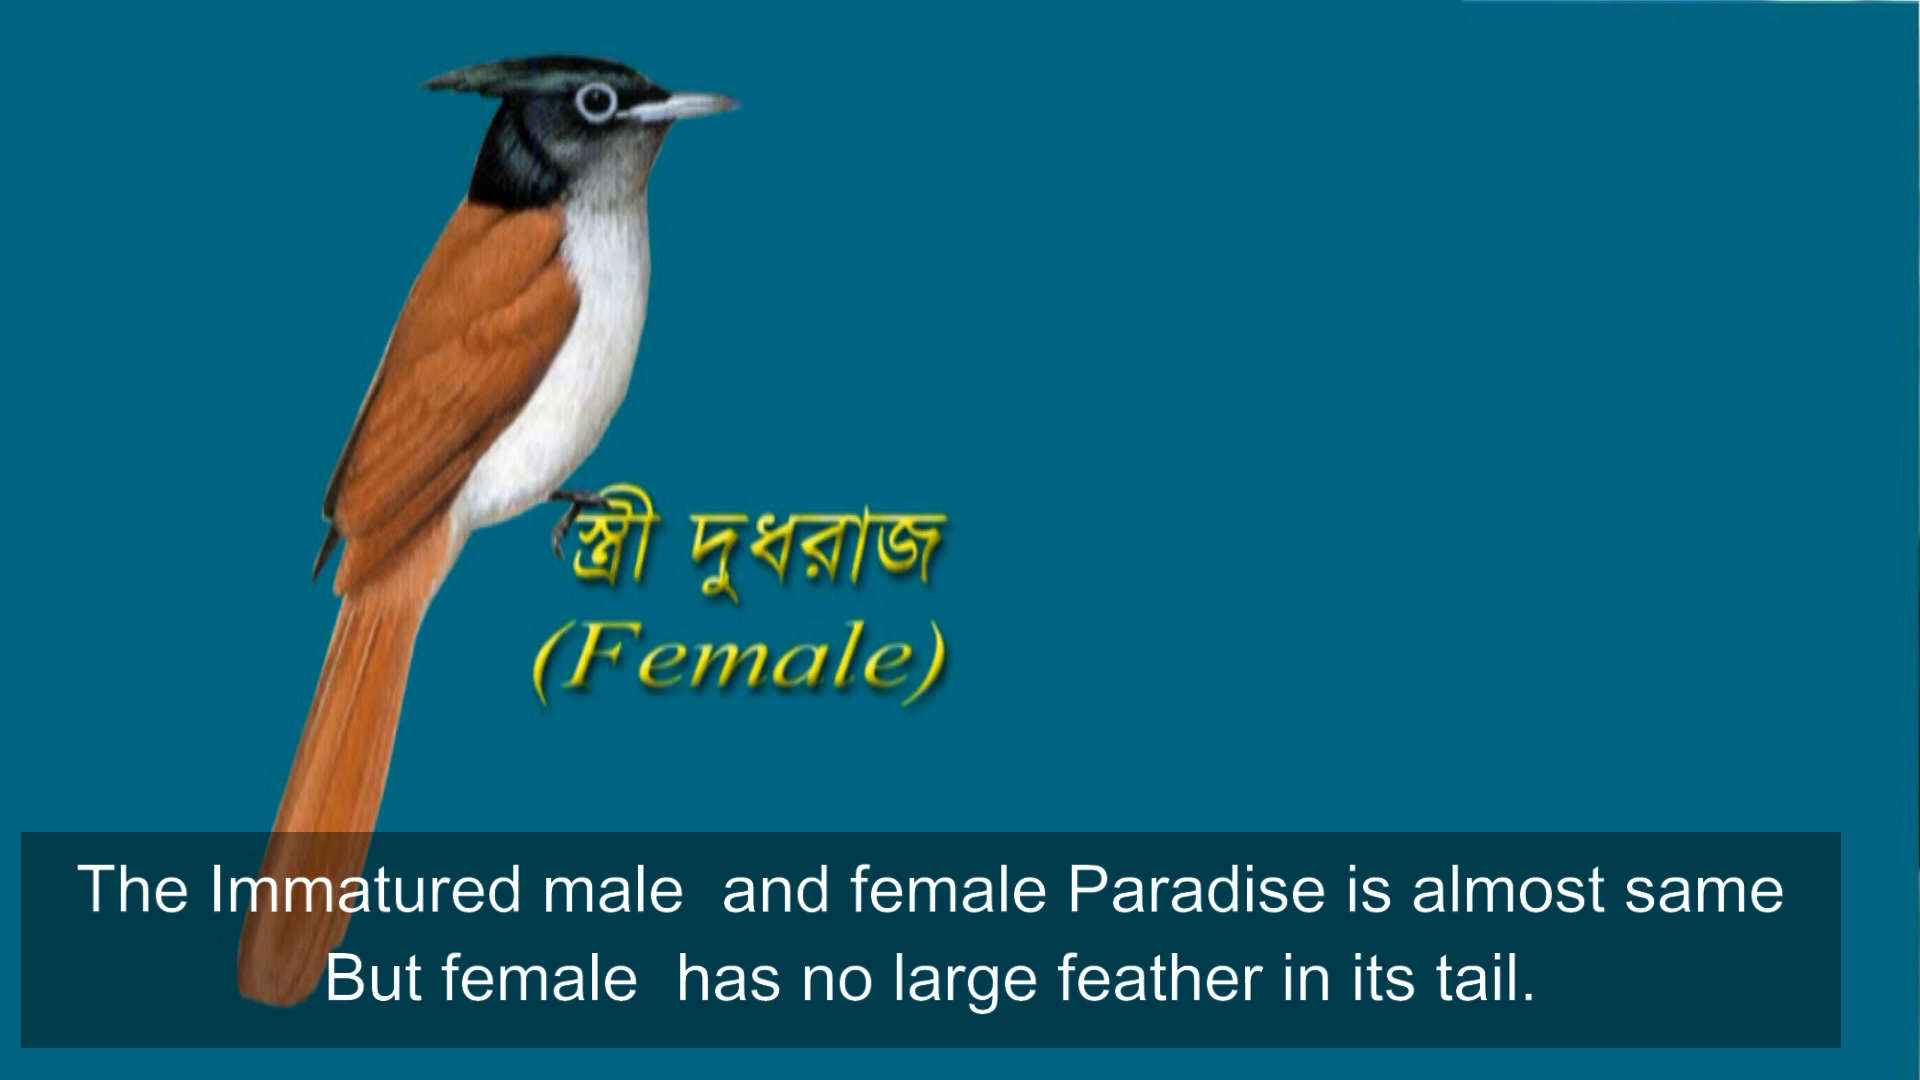 স্ত্রী দুধরাজ
(Female)
The Immatured male  and female Paradise is almost same
But female  has no large feather in its tail.